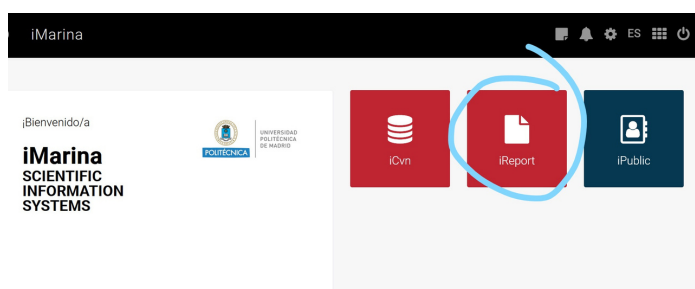 iMarina
ES
¡Bienvenido/a
iMarina
SCIENTIFIC
INFORMATION
SYSTEMS
POLITÉCNICA
UNIVERSIDAD
POLITÉCNICA
DE MADRID
iCvn
iReport
iPublic